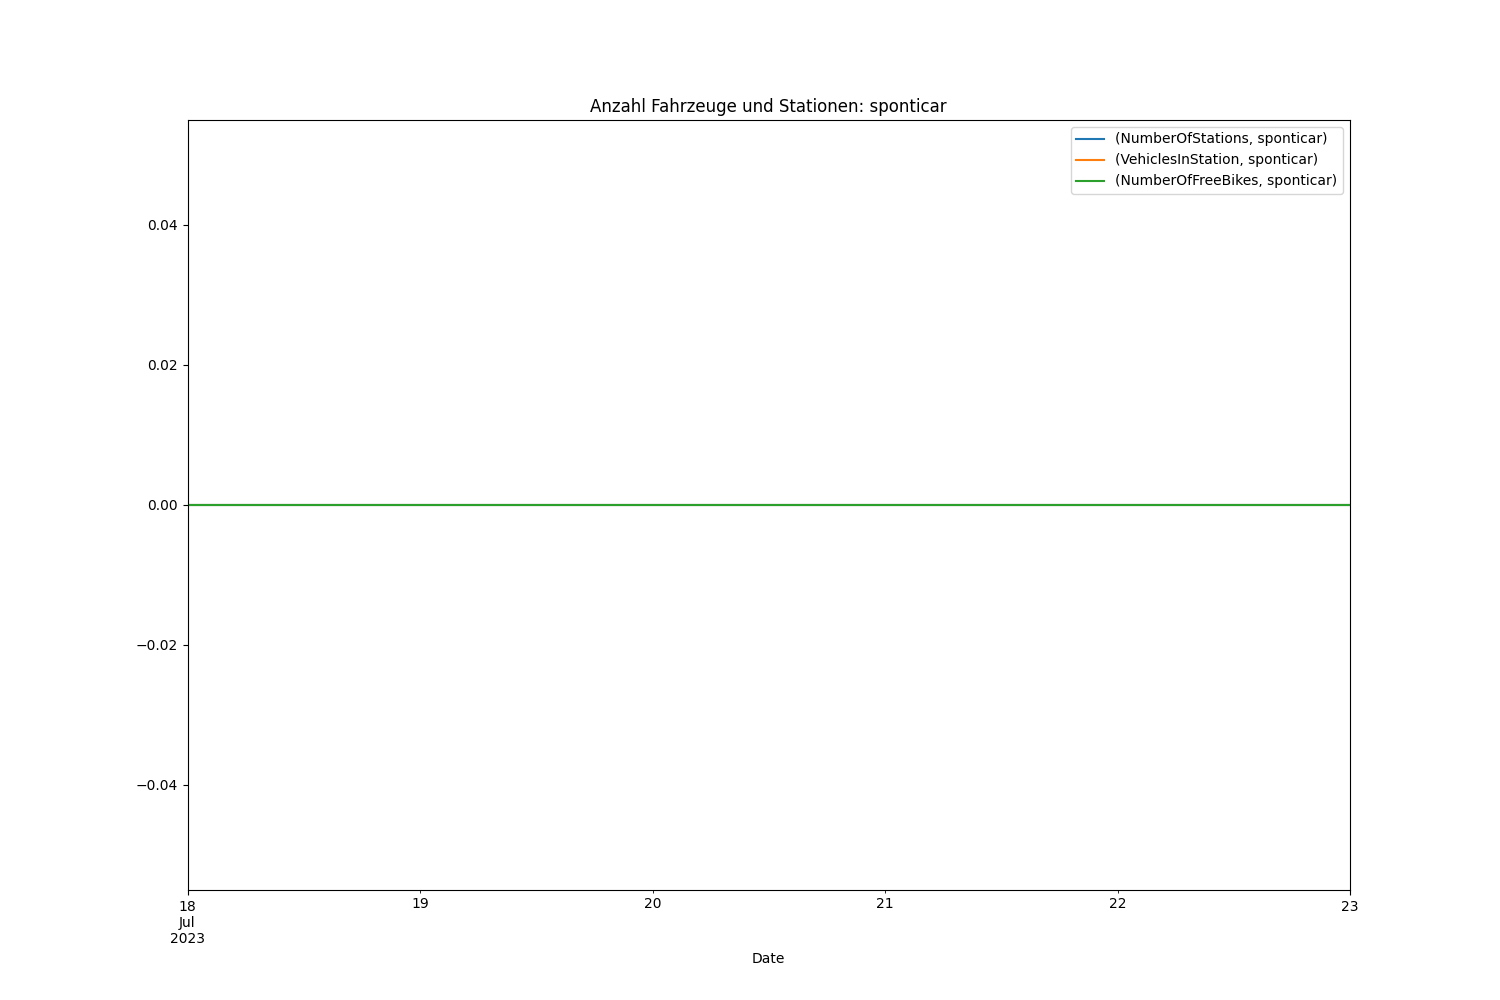 Anzahl Fahrzeuge und Stationen: sponticar
(NumberOfStations, sponticar)
(VehiclesInStation, sponticar)
(NumberOfFreeBikes, sponticar)
0.04
0.02
0.00
−0.02
−0.04
18 19 20 21 22 23
Jul
2023
Date